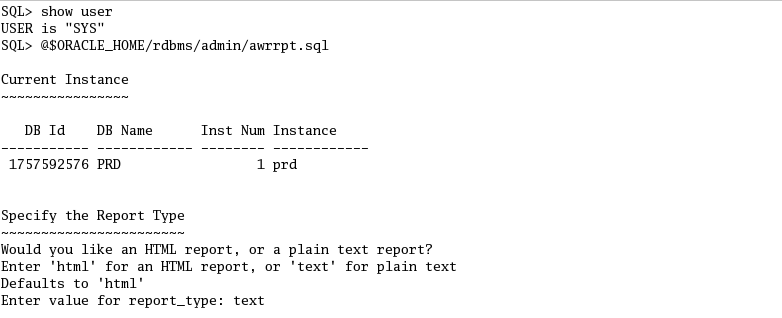 SQL> show user
USER is "SYS"
SQL> @$ORACLE_HOME/rdbms/admin/awrrpt.sql
Current Instance
~~~~~~~~~~~~~~~~
DB Id    DB Name      Inst Num Instance
----------- ------------ -------- ------------
1757592576 PRD                 1 prd
Specify the Report Type
~~~~~~~~~~~~~~~~~~~~~~~
Would you like an HTML report, or a plain text report?
Enter 'html' for an HTML report, or 'text' for plain text
Defaults to 'html'
Enter value for report_type: text